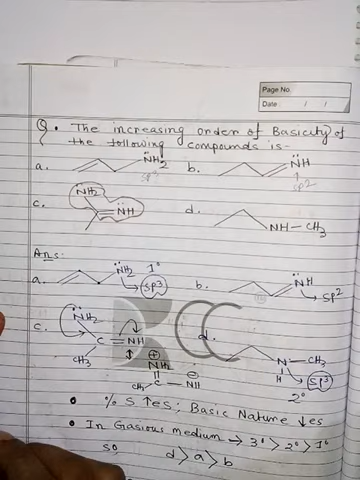 Page No.
Date / /
Q. The increasing order of Basicity of
the following compounds is -
a. NH2 b. NH
sp2 sp2
c. NH2 NH d.
NH-CH3
Ans:
a. NH2 1° b. NH
sp3 sp2
c. NH2 d.
C=NH N-CH3
CH3 NH2 H sp3
CH3-C-NH 2°
• % S ↑es; Basic Nature ↓es
• In Gasious medium → 3° > 2° > 1°
so, d > a > b